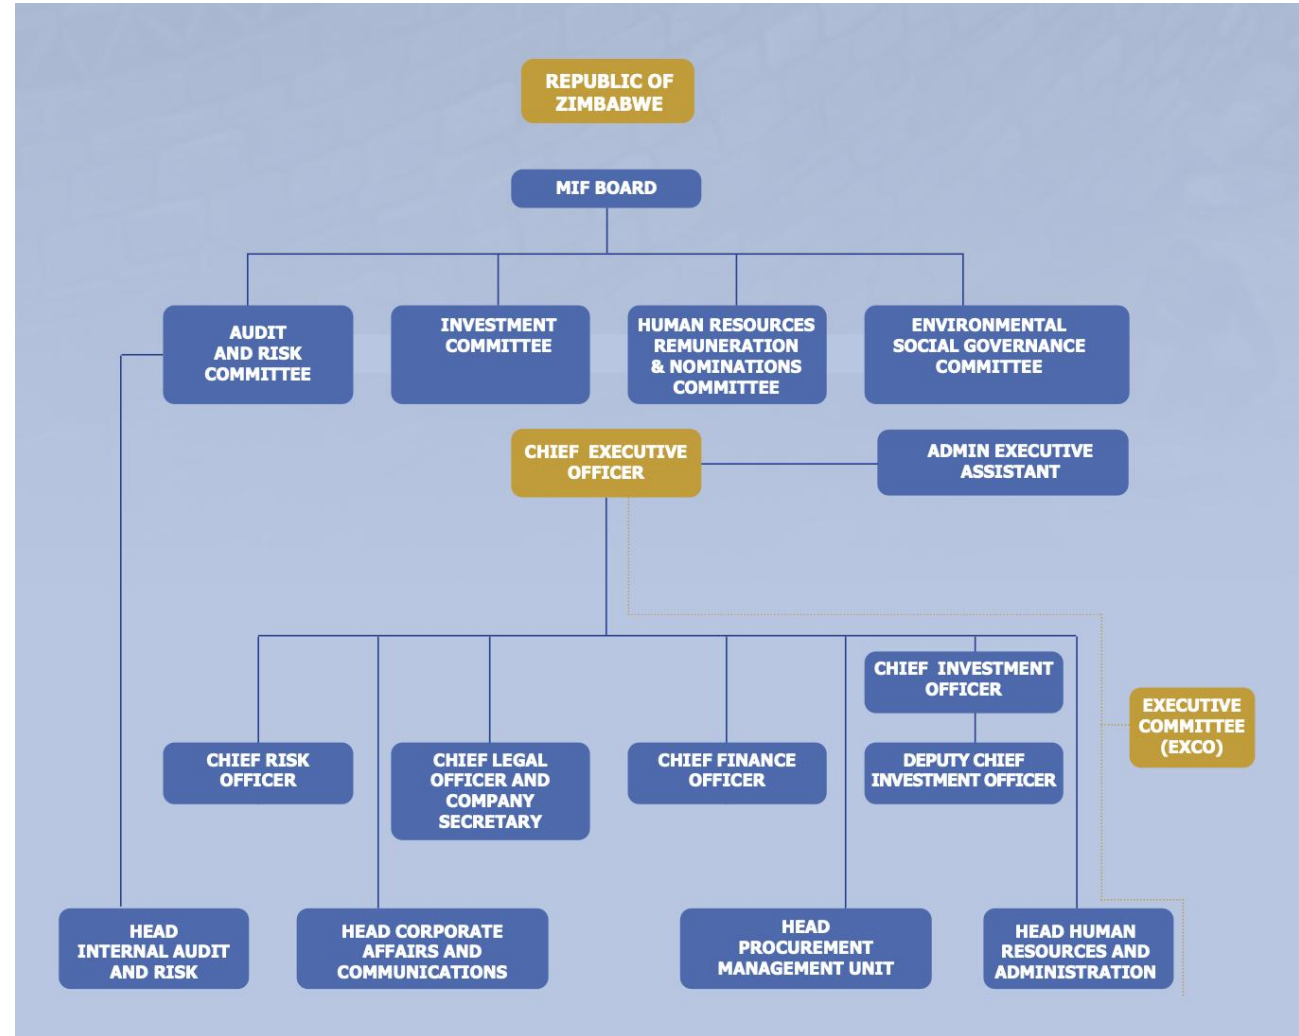 REPUBLIC OF
ZIMBABWE
MIF BOARD
AUDIT
AND RISK
COMMITTEE
INVESTMENT
COMMITTEE
HUMAN RESOURCES
REMUNERATION
& NOMINATIONS
COMMITTEE
ENVIRONMENTAL
SOCIAL GOVERNANCE
COMMITTEE
CHIEF EXECUTIVE
OFFICER
ADMIN EXECUTIVE
ASSISTANT
CHIEF INVESTMENT
OFFICER
EXECUTIVE
COMMITTEE
(EXCO)
CHIEF RISK
OFFICER
CHIEF LEGAL
OFFICER AND
COMPANY
SECRETARY
CHIEF FINANCE
OFFICER
DEPUTY CHIEF
INVESTMENT OFFICER
HEAD
INTERNAL AUDIT
AND RISK
HEAD CORPORATE
AFFAIRS AND
COMMUNICATIONS
HEAD
PROCUREMENT
MANAGEMENT UNIT
HEAD HUMAN
RESOURCES AND
ADMINISTRATION